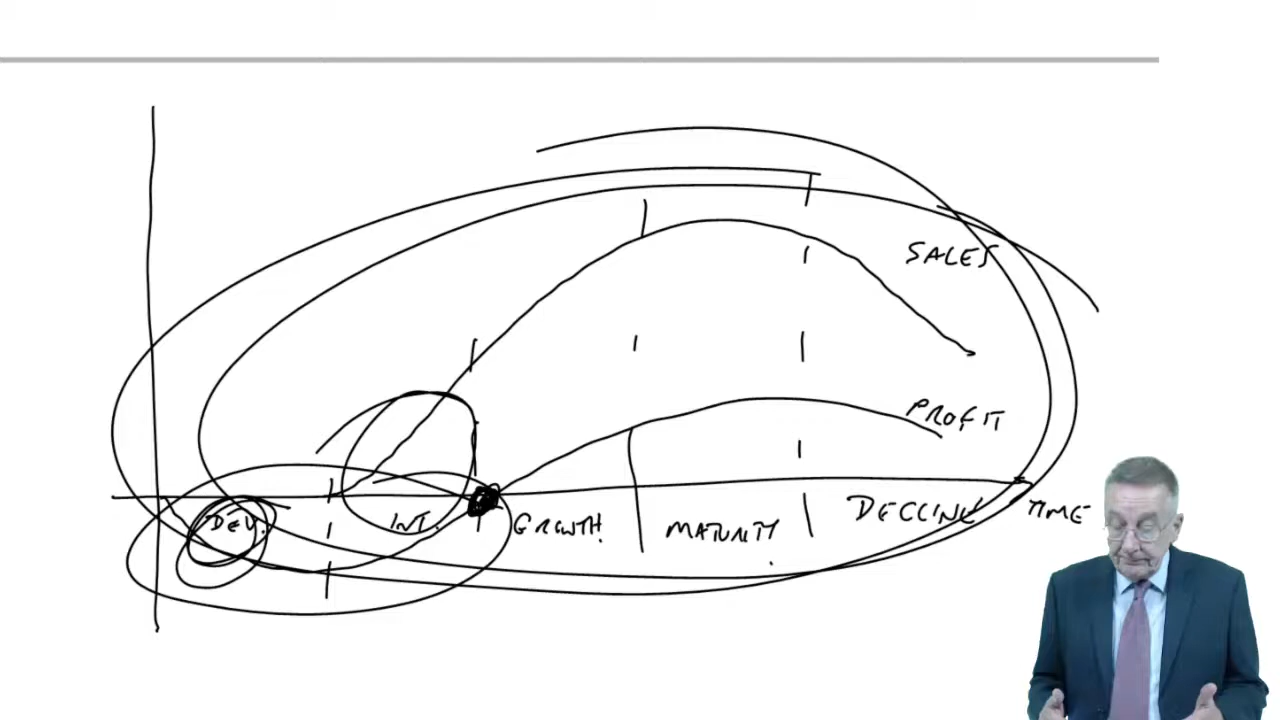 SALES
PROFIT
DEV.
INT.
GROWTH.
MATURITY
DECLINE
TIME